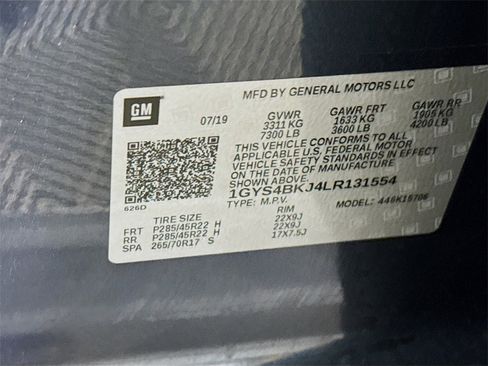 GM
MFD BY GENERAL MOTORS LLC
07/19 GVWR GAWR FRT GAWR RR
3311 KG 1633 KG 1905 KG
7300 LB 3600 LB 4200 LB
THIS VEHICLE CONFORMS TO ALL
APPLICABLE U.S. FEDERAL MOTOR
VEHICLE SAFETY STANDARDS IN EFFECT
ON THE DATE OF MANUFACTURE
SHOWN ABOVE.
1GYS4BKJ4LR131554
626D TYPE: M.P.V. MODEL: 446K15706
TIRE SIZE RIM
FRT P285/45R22 H 22X9J
RR P285/45R22 H 22X9J
SPA 265/70R17 S 17X7.5J